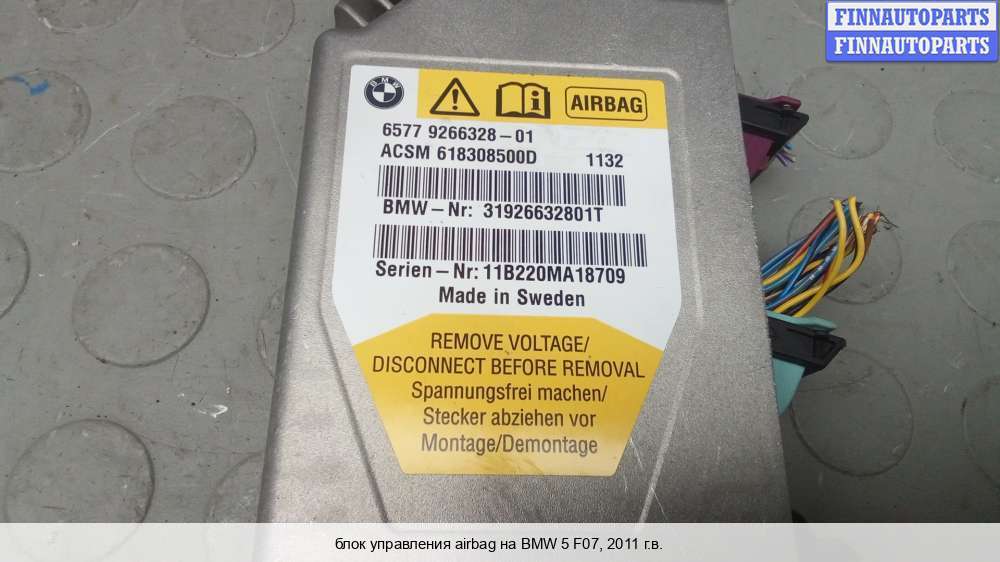 FINNAUTOPARTS
FINNAUTOPARTS
BMW
AIRBAG
6577 9266328-01
ACSM 618308500D 1132
BMW-Nr: 31926632801T
Serien-Nr: 11B220MA18709
Made in Sweden
REMOVE VOLTAGE/
DISCONNECT BEFORE REMOVAL
Spannungsfrei machen/
Stecker abziehen vor
Montage/Demontage
блок управления airbag на BMW 5 F07, 2011 г.в.